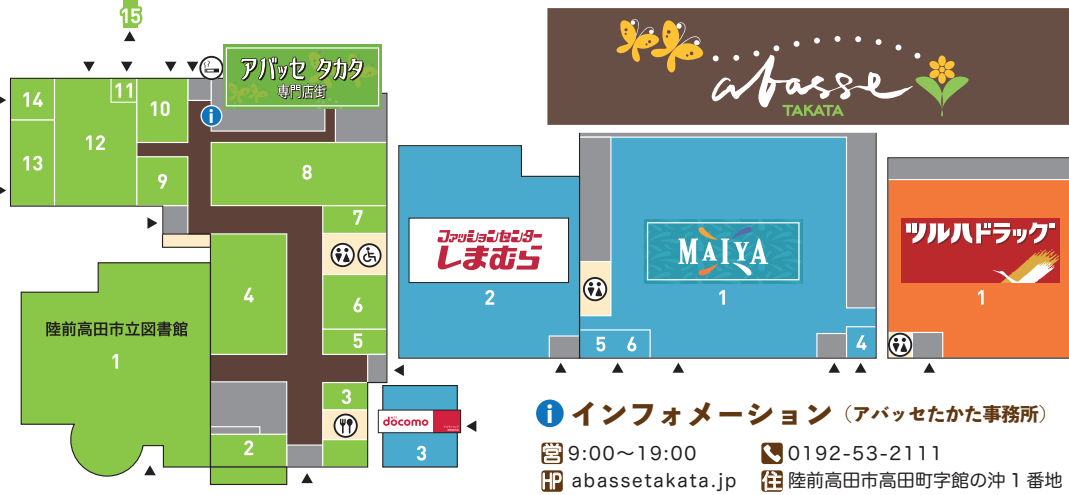 15
アバッセ タカタ
専門店街
abasse
TAKATA
14
11
10
12
13
9
8
7
4
6
5
陸前高田市立図書館
1
3
2
ファッションセンター
しまむら
2
MAIYA
1
5 6
4
ツルハドラッグ
1
docomo
3
i
i インフォメーション（アバッセたかた事務所）
営 9:00〜19:00
0192-53-2111
HP abassetakata.jp
住 陸前高田市高田町字館の沖1番地